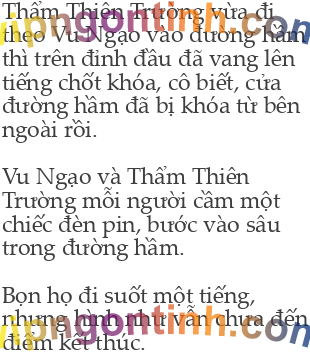 Thẩm Thiên Trường vừa đi
theo Vu Ngạo vào đường hầm
thì trên đỉnh đầu đã vang lên
tiếng chốt khóa, cô biết, cửa
đường hầm đã bị khóa từ bên
ngoài rồi.
Vu Ngạo và Thẩm Thiên
Trường mỗi người cầm một
chiếc đèn pin, bước vào sâu
trong đường hầm.
Bọn họ đi suốt một tiếng,
nhưng hình như vẫn chưa đến
điểm kết thúc.